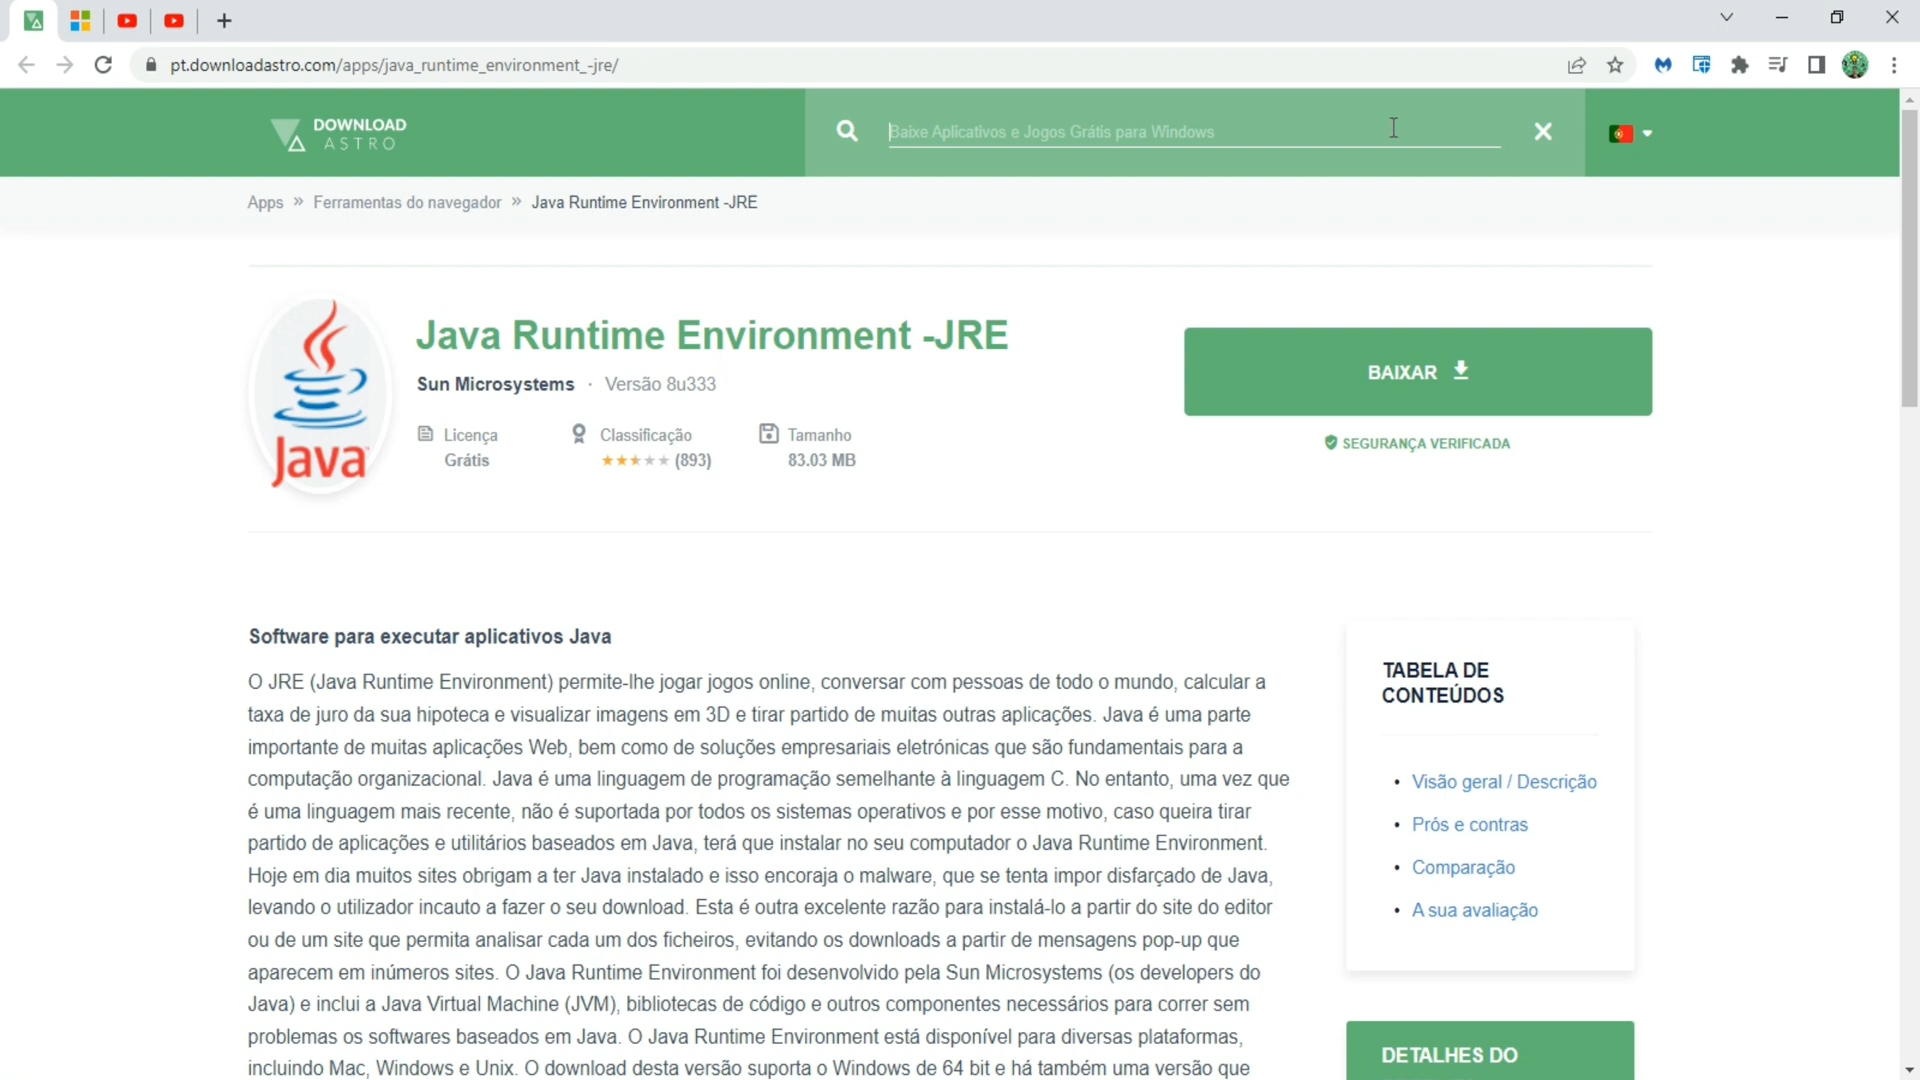 pt.downloadastro.com/apps/java_runtime_environment_-jre/
DOWNLOAD
ASTRO
Baixe Aplicativos e Jogos Grátis para Windows
Apps » Ferramentas do navegador » Java Runtime Environment -JRE
Java Runtime Environment -JRE
Sun Microsystems · Versão 8u333
BAIXAR
Licença
Grátis
Classificação
(893)
Tamanho
83.03 MB
SEGURANÇA VERIFICADA
Java
Software para executar aplicativos Java
O JRE (Java Runtime Environment) permite-lhe jogar jogos online, conversar com pessoas de todo o mundo, calcular a
taxa de juro da sua hipoteca e visualizar imagens em 3D e tirar partido de muitas outras aplicações. Java é uma parte
importante de muitas aplicações Web, bem como de soluções empresariais eletrónicas que são fundamentais para a
computação organizacional. Java é uma linguagem de programação semelhante à linguagem C. No entanto, uma vez que
é uma linguagem mais recente, não é suportada por todos os sistemas operativos e por esse motivo, caso queira tirar
partido de aplicações e utilitários baseados em Java, terá que instalar no seu computador o Java Runtime Environment.
Hoje em dia muitos sites obrigam a ter Java instalado e isso encoraja o malware, que se tenta impor disfarçado de Java,
levando o utilizador incauto a fazer o seu download. Esta é outra excelente razão para instalá-lo a partir do site do editor
ou de um site que permita analisar cada um dos ficheiros, evitando os downloads a partir de mensagens pop-up que
aparecem em inúmeros sites. O Java Runtime Environment foi desenvolvido pela Sun Microsystems (os developers do
Java) e inclui a Java Virtual Machine (JVM), bibliotecas de código e outros componentes necessários para correr sem
problemas os softwares baseados em Java. O Java Runtime Environment está disponível para diversas plataformas,
incluindo Mac, Windows e Unix. O download desta versão suporta o Windows de 64 bit e há também uma versão que
TABELA DE
CONTEÚDOS
• Visão geral / Descrição
• Prós e contras
• Comparação
• A sua avaliação
DETALHES DO